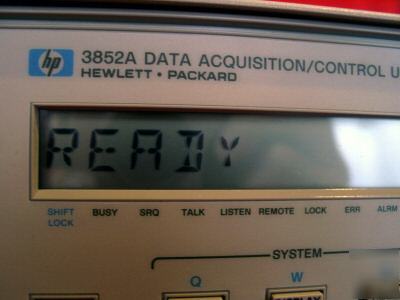 hp 3852A DATA ACQUISITION/CONTROL U
HEWLETT • PACKARD
READY
SHIFT LOCK BUSY SRQ TALK LISTEN REMOTE LOCK ERR ALRM
SYSTEM
Q W